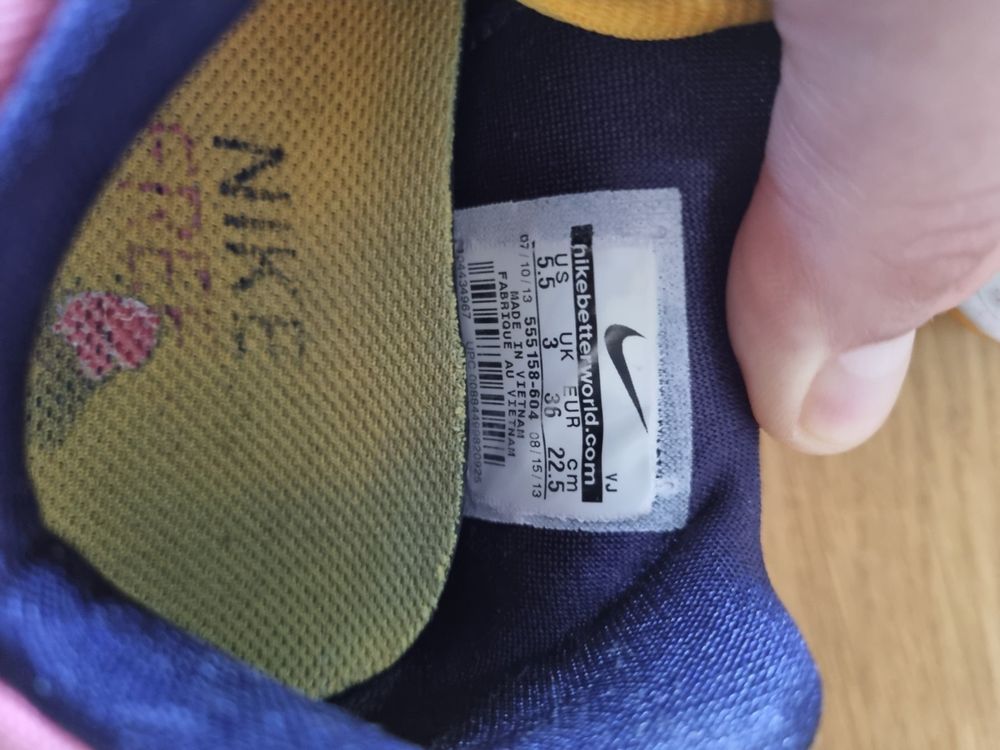 NIKE
FREE
VJ
nikebetterworld.com
US UK EUR cm
5.5 3 36 22.5
07/10/13 555158-604 08/15/13
MADE IN VIETNAM
FABRIQUE AU VIETNAM